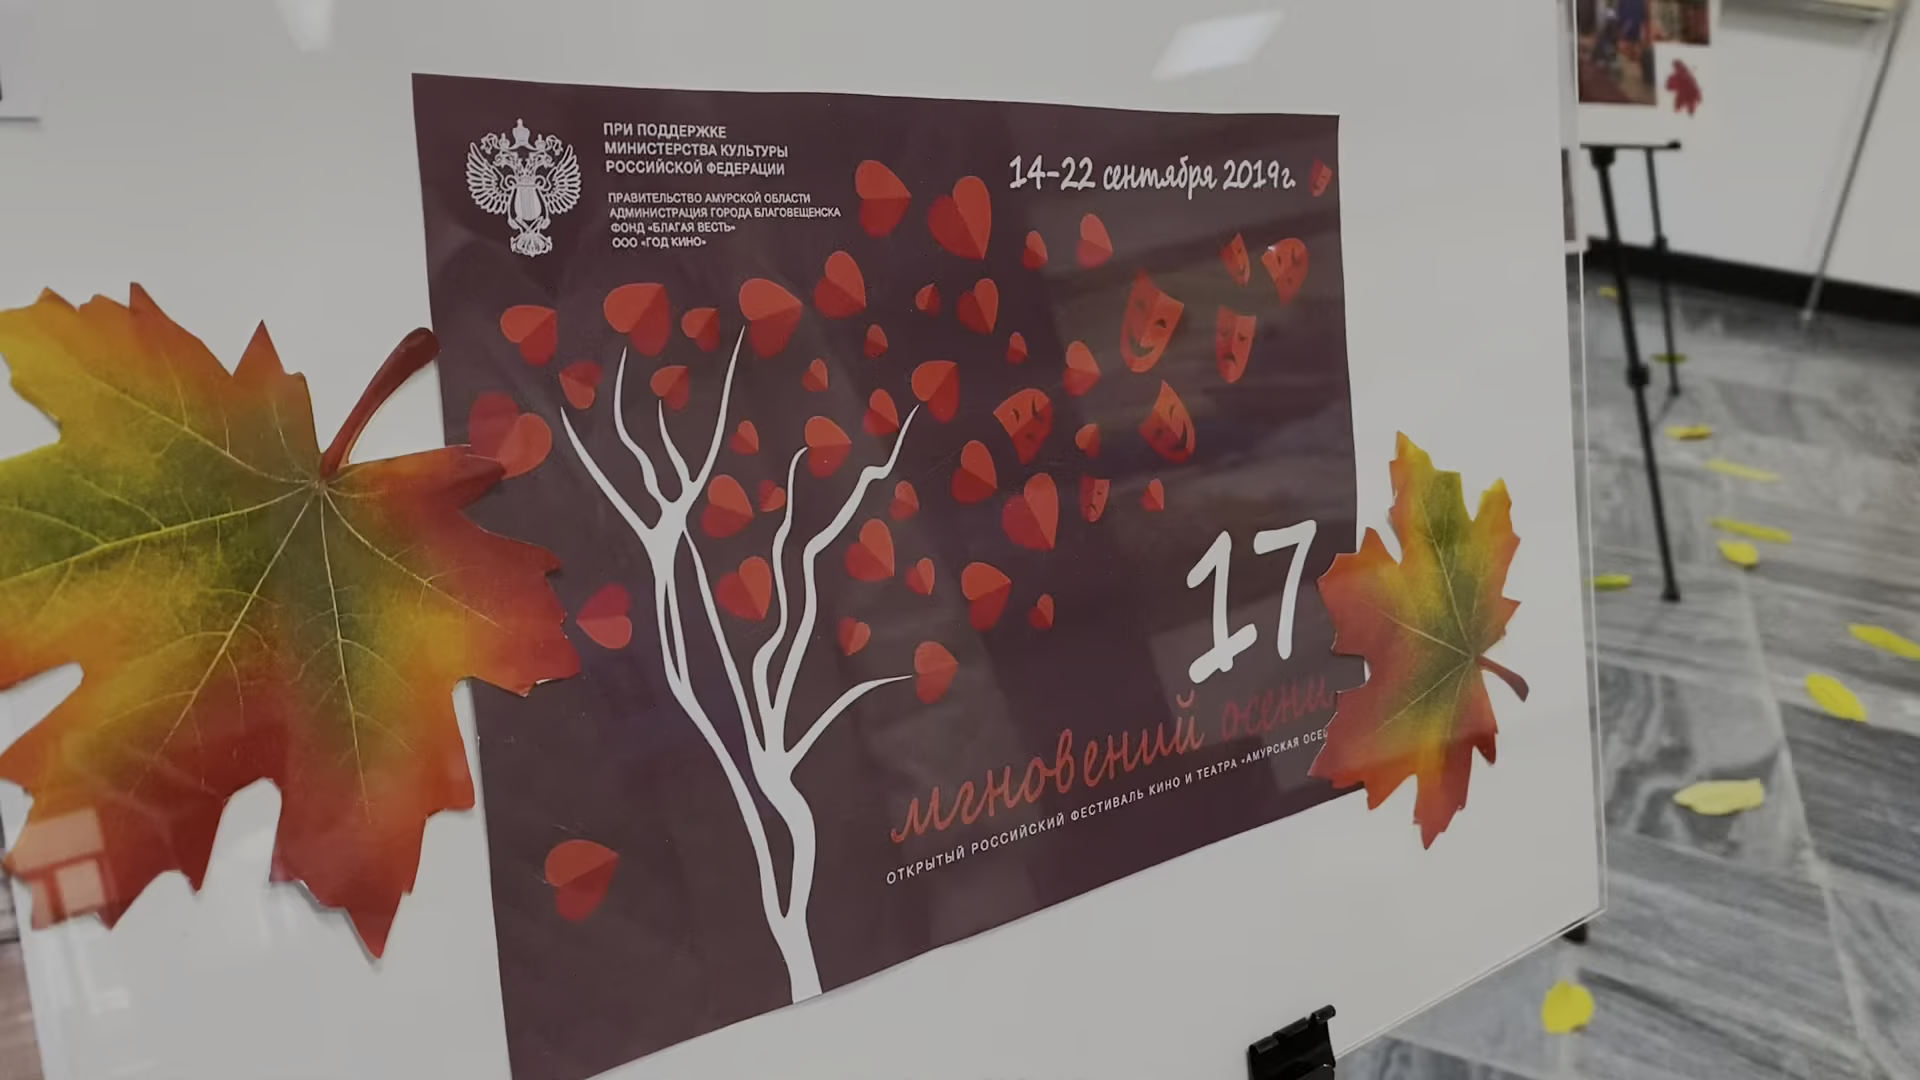 ПРИ ПОДДЕРЖКЕ
МИНИСТЕРСТВА КУЛЬТУРЫ
РОССИЙСКОЙ ФЕДЕРАЦИИ
ПРАВИТЕЛЬСТВО АМУРСКОЙ ОБЛАСТИ
АДМИНИСТРАЦИЯ ГОРОДА БЛАГОВЕЩЕНСКА
ФОНД «БЛАГАЯ ВЕСТЬ»
ООО «ГОД КИНО»
14-22 сентября 2019г.
17
мгновений осени
ОТКРЫТЫЙ РОССИЙСКИЙ ФЕСТИВАЛЬ КИНО И ТЕАТРА «АМУРСКАЯ